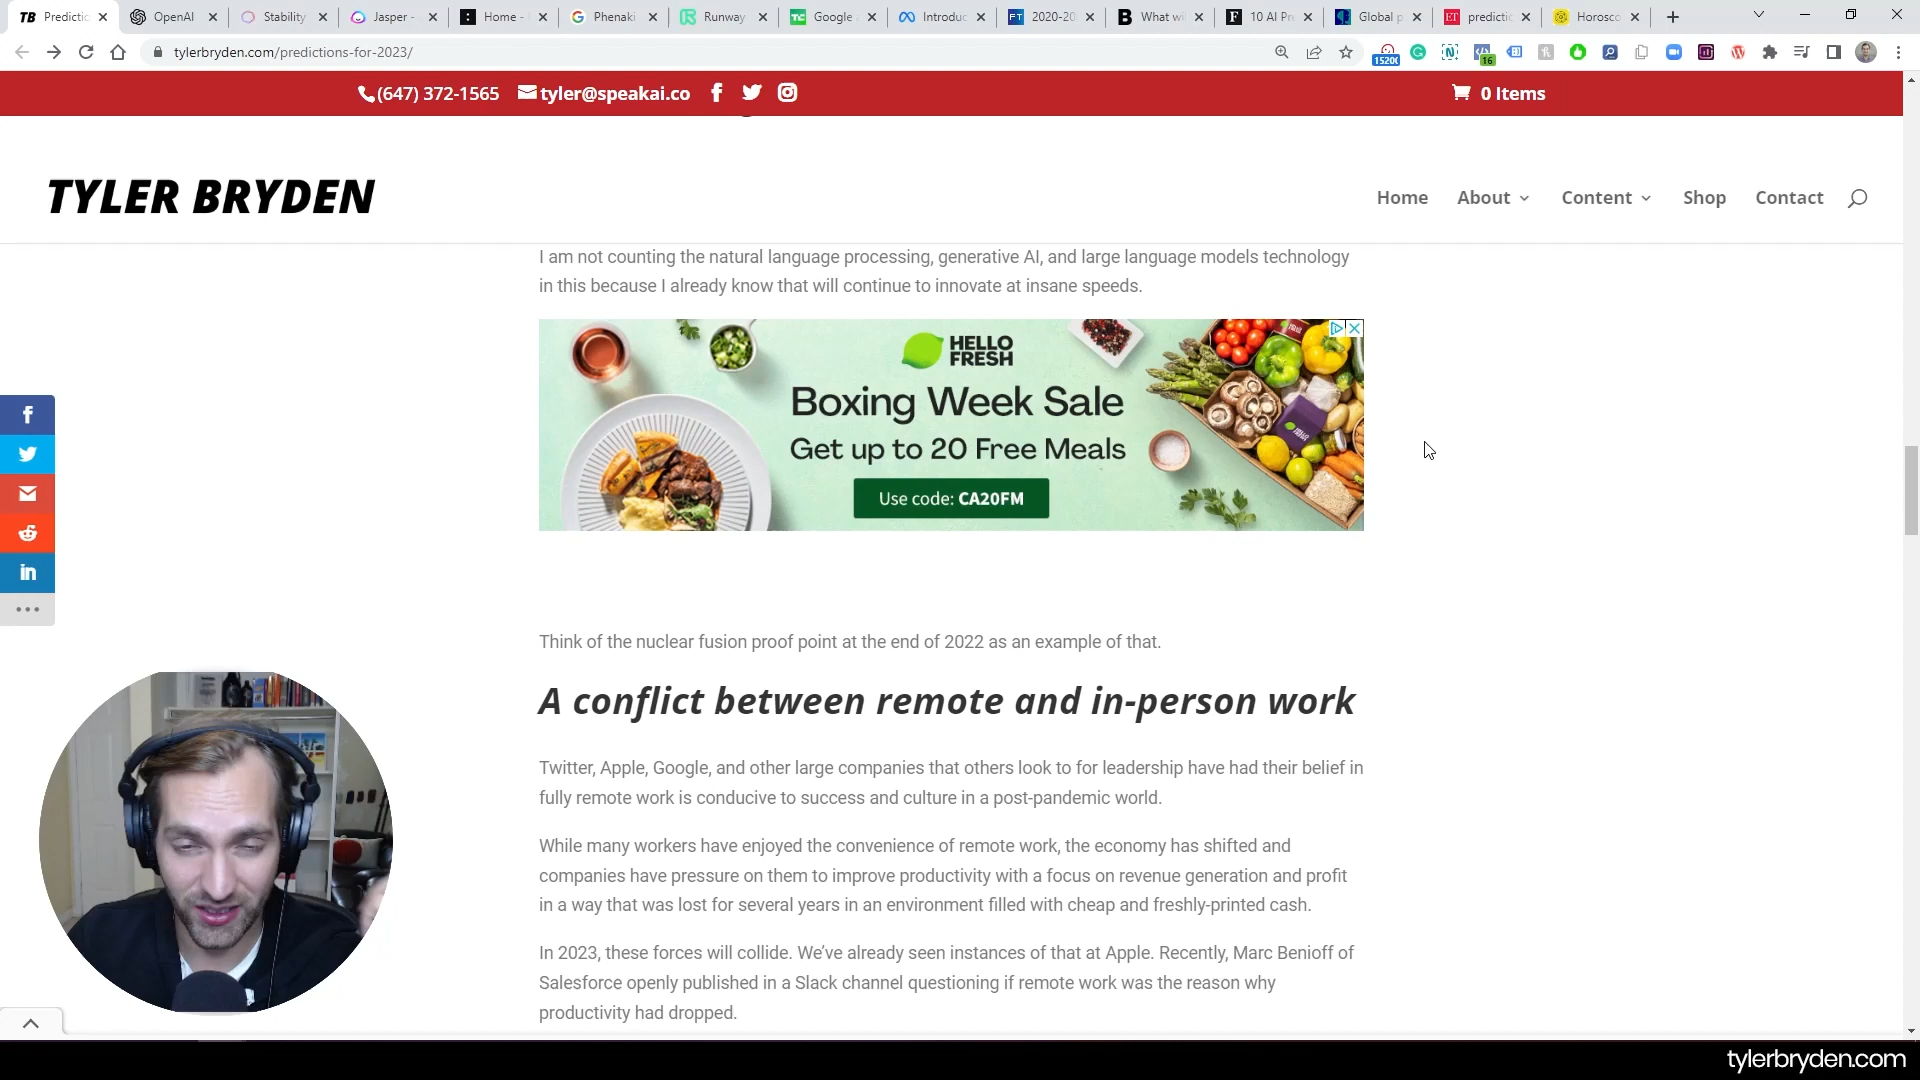 TB Predictic
OpenAI
Stability
Jasper -
Home -
Phenaki
Runway
Google
Introduc
2020-20
What wi
10 AI Pr
Global p
predictic
Horosco
tylerbryden.com/predictions-for-2023/
(647) 372-1565
tyler@speakai.co
0 Items
TYLER BRYDEN
Home
About
Content
Shop
Contact
I am not counting the natural language processing, generative AI, and large language models technology
in this because I already know that will continue to innovate at insane speeds.
HELLO
FRESH
Boxing Week Sale
Get up to 20 Free Meals
Use code: CA20FM
Think of the nuclear fusion proof point at the end of 2022 as an example of that.
A conflict between remote and in-person work
Twitter, Apple, Google, and other large companies that others look to for leadership have had their belief in
fully remote work is conducive to success and culture in a post-pandemic world.
While many workers have enjoyed the convenience of remote work, the economy has shifted and
companies have pressure on them to improve productivity with a focus on revenue generation and profit
in a way that was lost for several years in an environment filled with cheap and freshly-printed cash.
In 2023, these forces will collide. We’ve already seen instances of that at Apple. Recently, Marc Benioff of
Salesforce openly published in a Slack channel questioning if remote work was the reason why
productivity had dropped.
tylerbryden.com